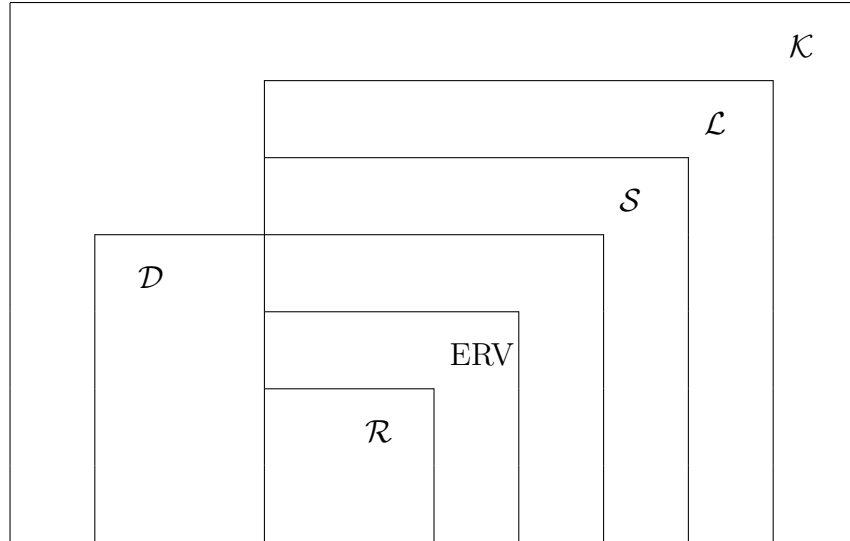 𝒦
ℒ
𝒮
𝒟
ERV
ℛ